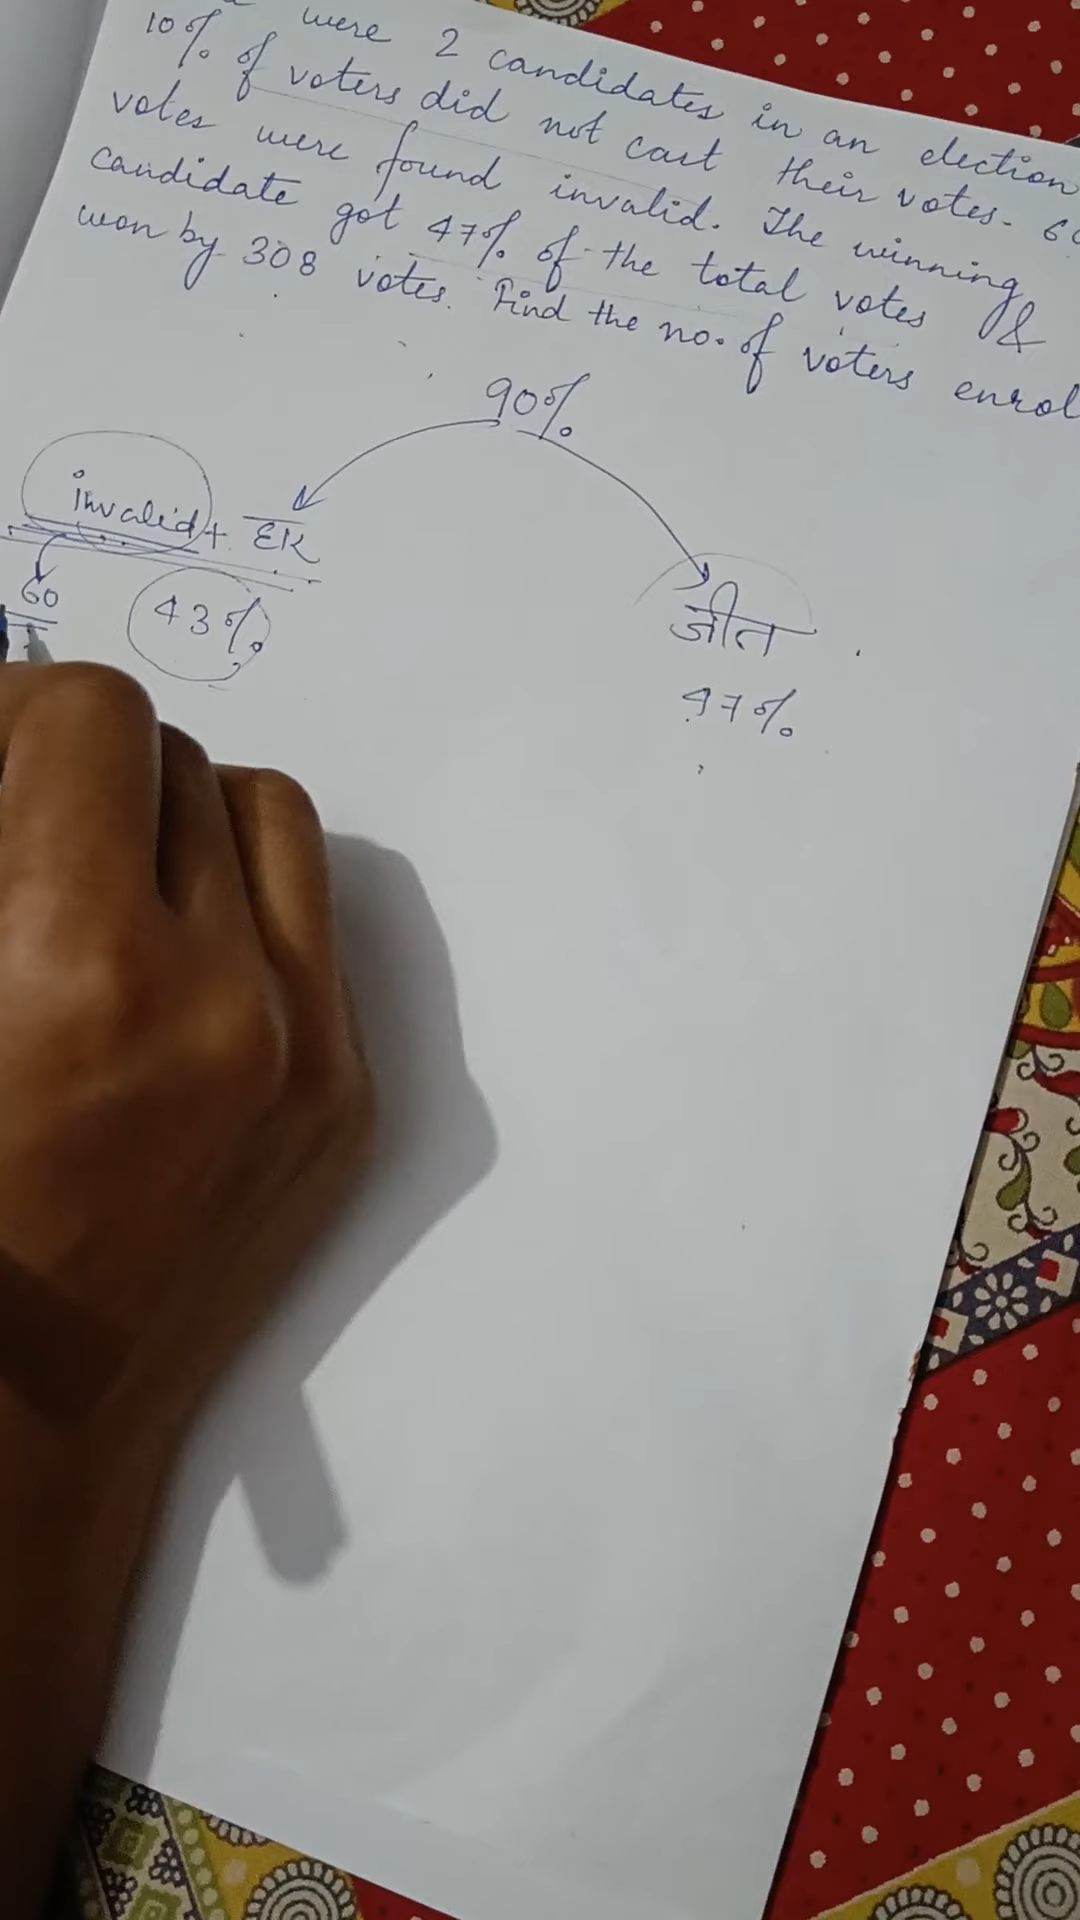 were 2 candidates in an election
10% of voters did not cast their votes. 60
votes were found invalid. The winning
candidate got 47% of the total votes &
won by 308 votes. Find the no. of voters enrol
90%
invalid +
जीत
60
43%
47%